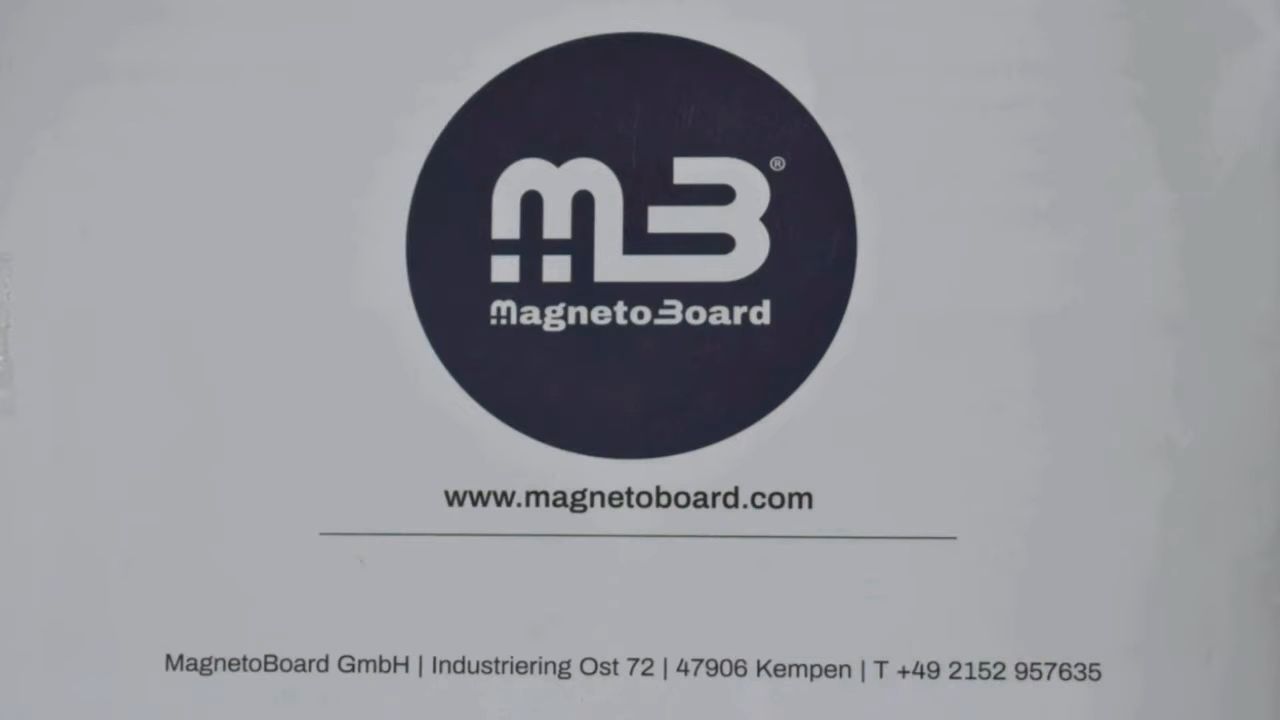 mB®
MagnetoBoard
www.magnetoboard.com
MagnetoBoard GmbH | Industriering Ost 72 | 47906 Kempen | T +49 2152 957635